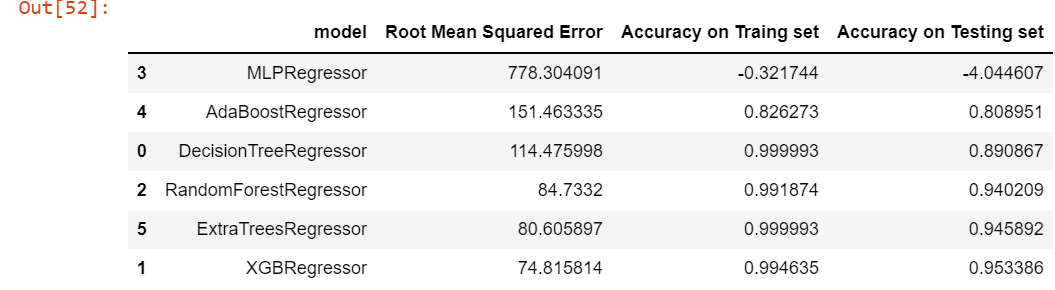 Out[52]:
model Root Mean Squared Error Accuracy on Traing set Accuracy on Testing set
3 MLPRegressor 778.304091 -0.321744 -4.044607
4 AdaBoostRegressor 151.463335 0.826273 0.808951
0 DecisionTreeRegressor 114.475998 0.999993 0.890867
2 RandomForestRegressor 84.7332 0.991874 0.940209
5 ExtraTreesRegressor 80.605897 0.999993 0.945892
1 XGBRegressor 74.815814 0.994635 0.953386